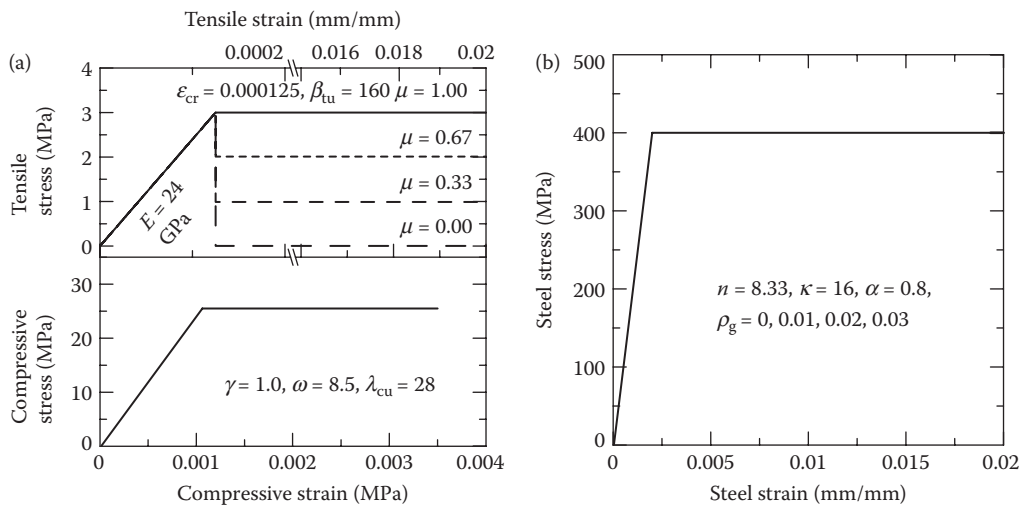 Tensile strain (mm/mm)
0.0002 0.016 0.018 0.02
(a)
4
3
2
1
0
Tensile
stress (MPa)
ε_cr = 0.000125, β_tu = 160 μ = 1.00
μ = 0.67
μ = 0.33
μ = 0.00
E = 24
GPa
30
20
10
0
Compressive
stress (MPa)
γ = 1.0, ω = 8.5, λ_cu = 28
0 0.001 0.002 0.003 0.004
Compressive strain (MPa)
(b)
500
400
300
200
100
0
Steel stress (MPa)
n = 8.33, κ = 16, α = 0.8,
ρ_g = 0, 0.01, 0.02, 0.03
0 0.005 0.01 0.015 0.02
Steel strain (mm/mm)